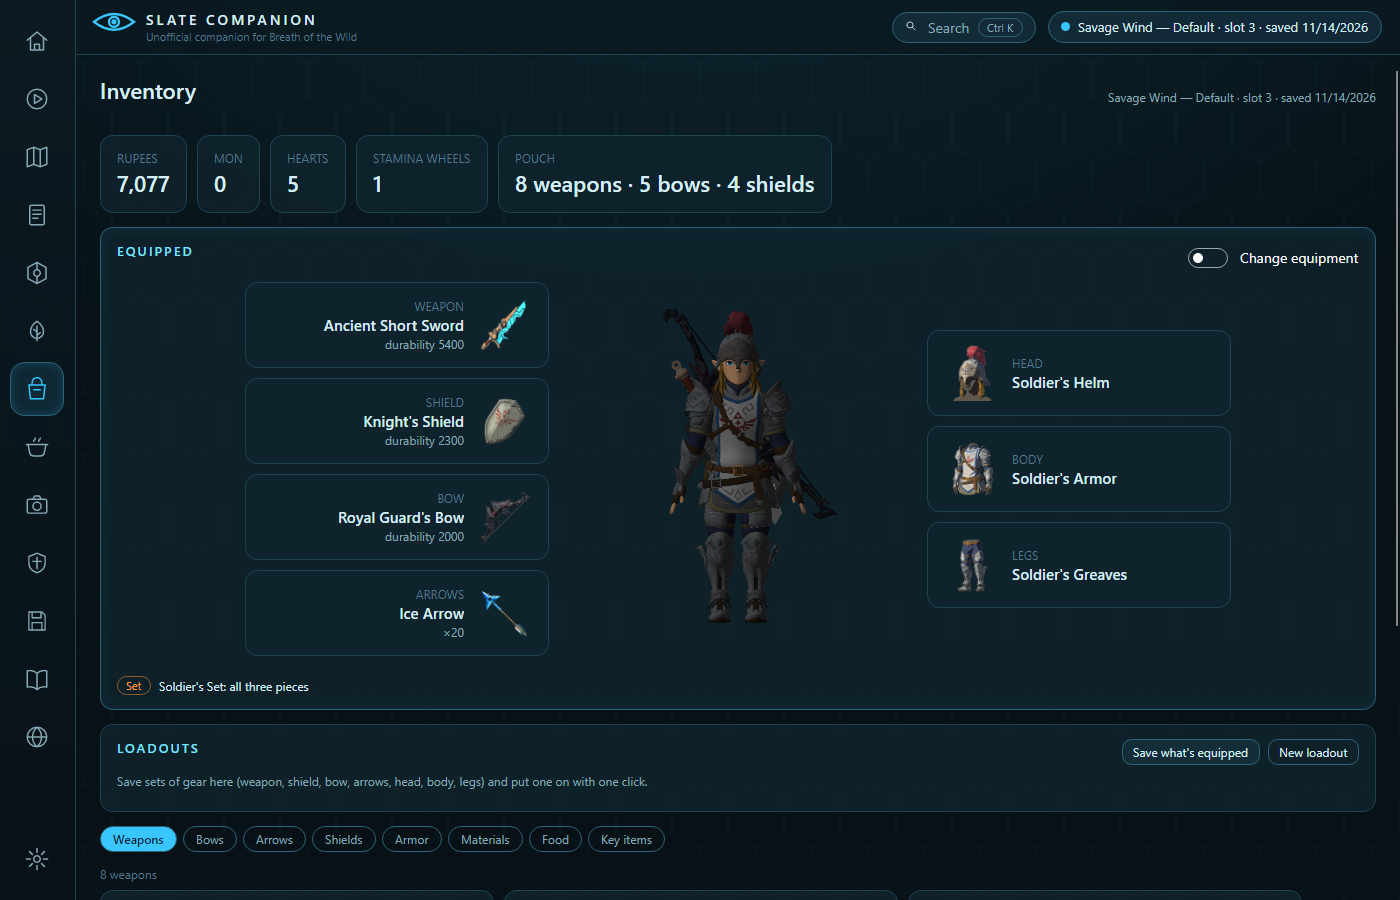 SLATE COMPANION
Unofficial companion for Breath of the Wild
Search Ctrl K
Savage Wind — Default · slot 3 · saved 11/14/2026
Inventory
Savage Wind — Default · slot 3 · saved 11/14/2026
RUPEES
7,077
MON
0
HEARTS
5
STAMINA WHEELS
1
POUCH
8 weapons · 5 bows · 4 shields
EQUIPPED
Change equipment
WEAPON
Ancient Short Sword
durability 5400
SHIELD
Knight's Shield
durability 2300
BOW
Royal Guard's Bow
durability 2000
ARROWS
Ice Arrow
×20
HEAD
Soldier's Helm
BODY
Soldier's Armor
LEGS
Soldier's Greaves
Set Soldier's Set: all three pieces
LOADOUTS
Save what's equipped
New loadout
Save sets of gear here (weapon, shield, bow, arrows, head, body, legs) and put one on with one click.
Weapons Bows Arrows Shields Armor Materials Food Key items
8 weapons